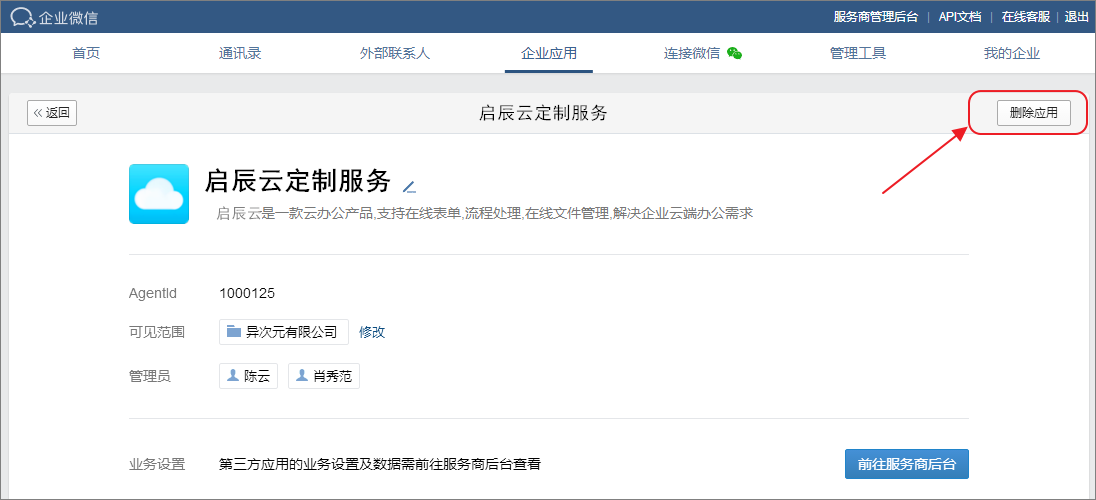 企业微信 服务商管理后台 | API文档 | 在线客服 | 退出
首页 通讯录 外部联系人 企业应用 连接微信 管理工具 我的企业
« 返回 启辰云定制服务 删除应用
启辰云定制服务
启辰云是一款云办公产品,支持在线表单,流程处理,在线文件管理,解决企业云端办公需求
AgentId 1000125
可见范围 异次元有限公司 修改
管理员 陈云 肖秀范
业务设置 第三方应用的业务设置及数据需前往服务商后台查看 前往服务商后台